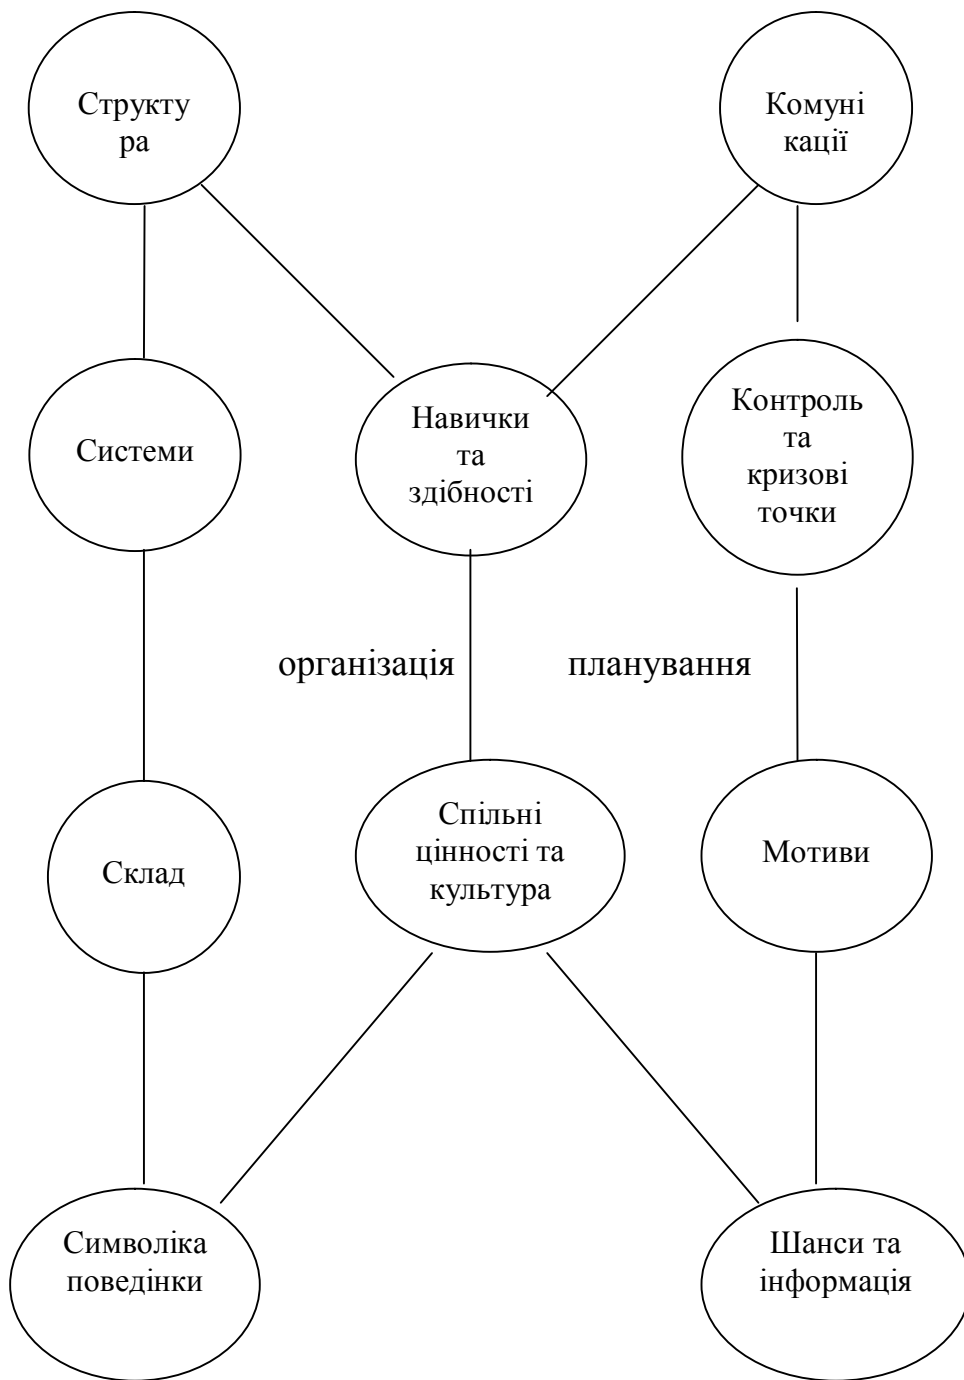 Структу
ра
Комуні
кації
Системи
Навички
та
здібності
Контроль
та
кризові
точки
організація
планування
Склад
Спільні
цінності та
культура
Мотиви
Символіка
поведінки
Шанси та
інформація